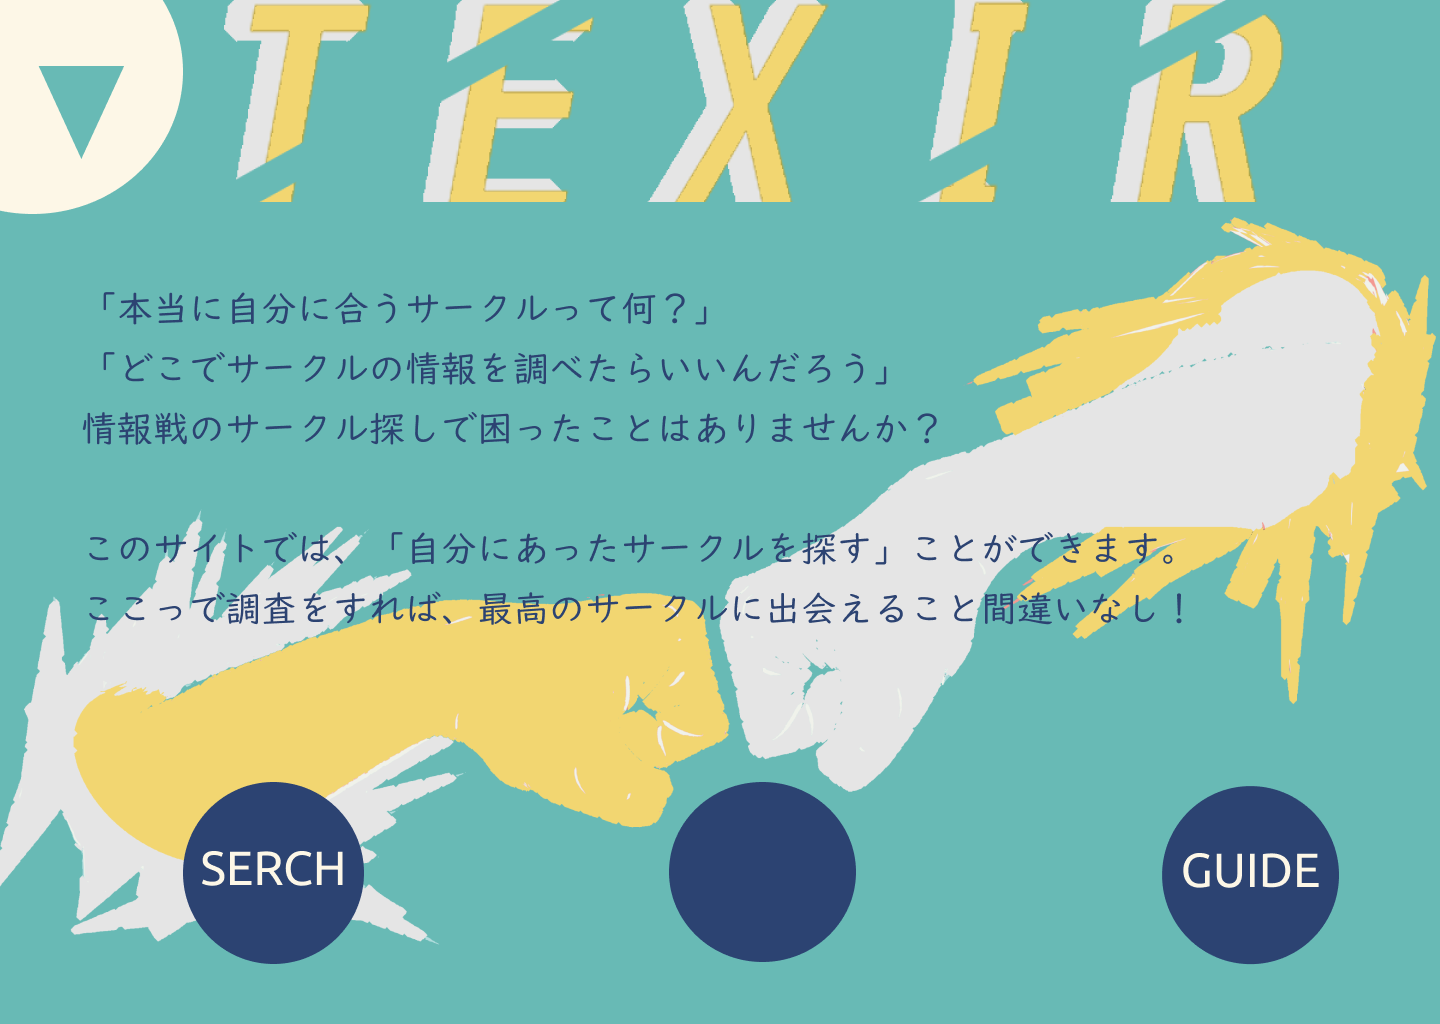 TEXIR
「本当に自分に合うサークルって何？」
「どこでサークルの情報を調べたらいいんだろう」
情報戦のサークル探しで困ったことはありませんか？
このサイトでは、「自分にあったサークルを探す」ことができます。
ここって調査をすれば、最高のサークルに出会えること間違いなし！
SERCH
GUIDE